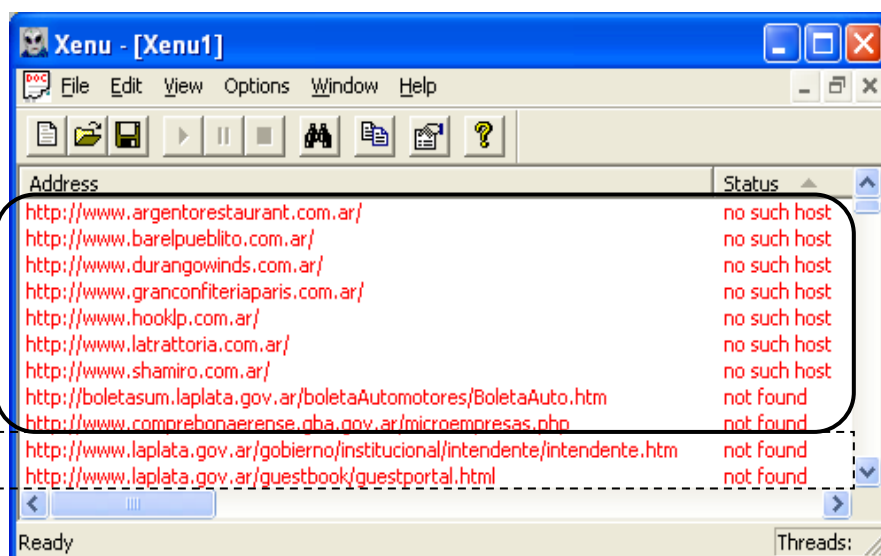 Xenu - [Xenu1]
DOC File Edit View Options Window Help
Address Status
http://www.argentorestaurant.com.ar/ no such host
http://www.barelpueblito.com.ar/ no such host
http://www.durangowinds.com.ar/ no such host
http://www.granconfiteriaparis.com.ar/ no such host
http://www.hooklp.com.ar/ no such host
http://www.latrattoria.com.ar/ no such host
http://www.shamiro.com.ar/ no such host
http://boletasum.laplata.gov.ar/boletaAutomotores/BoletaAuto.htm not found
http://www.comprebonaerense.gba.gov.ar/microempresas.php not found
http://www.laplata.gov.ar/gobierno/institucional/intendente/intendente.htm not found
http://www.laplata.gov.ar/guestbook/guestportal.html not found
Ready Threads: